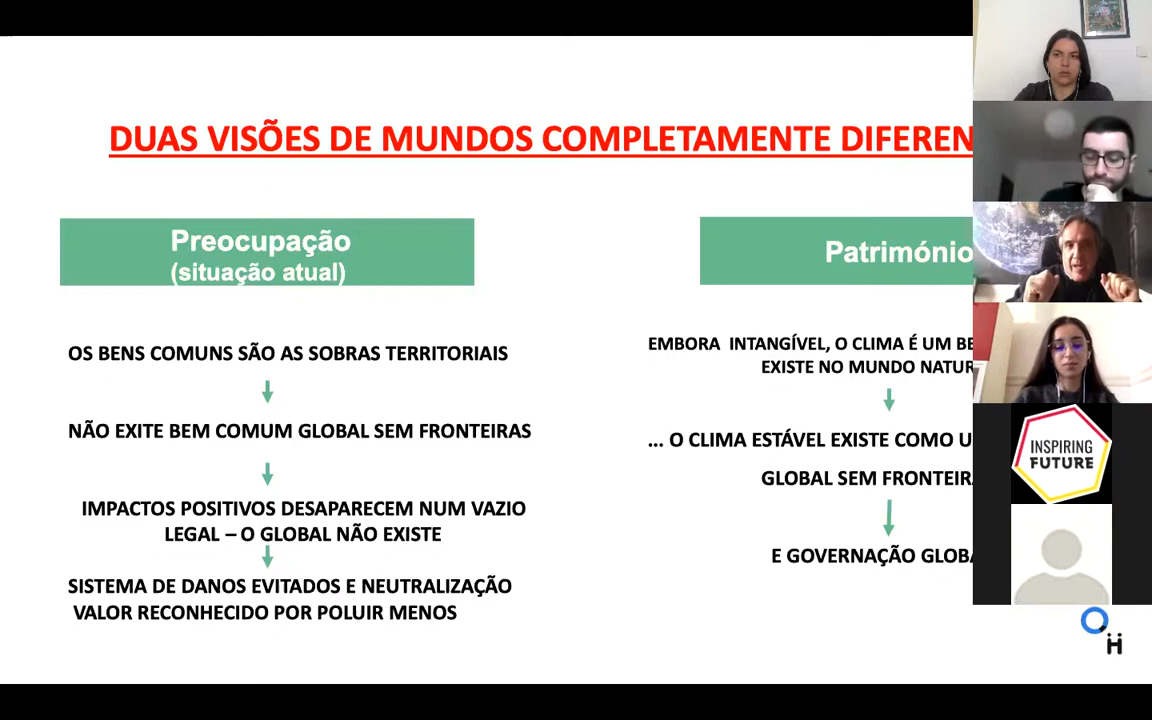 DUAS VISÕES DE MUNDOS COMPLETAMENTE DIFEREN
Preocupação
(situação atual)
OS BENS COMUNS SÃO AS SOBRAS TERRITORIAIS
NÃO EXITE BEM COMUM GLOBAL SEM FRONTEIRAS
IMPACTOS POSITIVOS DESAPARECEM NUM VAZIO
LEGAL – O GLOBAL NÃO EXISTE
SISTEMA DE DANOS EVITADOS E NEUTRALIZAÇÃO
VALOR RECONHECIDO POR POLUIR MENOS
Património
EMBORA INTANGÍVEL, O CLIMA É UM BE
EXISTE NO MUNDO NATUR
... O CLIMA ESTÁVEL EXISTE COMO U
GLOBAL SEM FRONTEIRA
E GOVERNAÇÃO GLOBA
INSPIRING
FUTURE
H